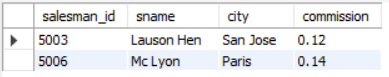 salesman_id sname city commission
5003 Lauson Hen San Jose 0.12
5006 Mc Lyon Paris 0.14